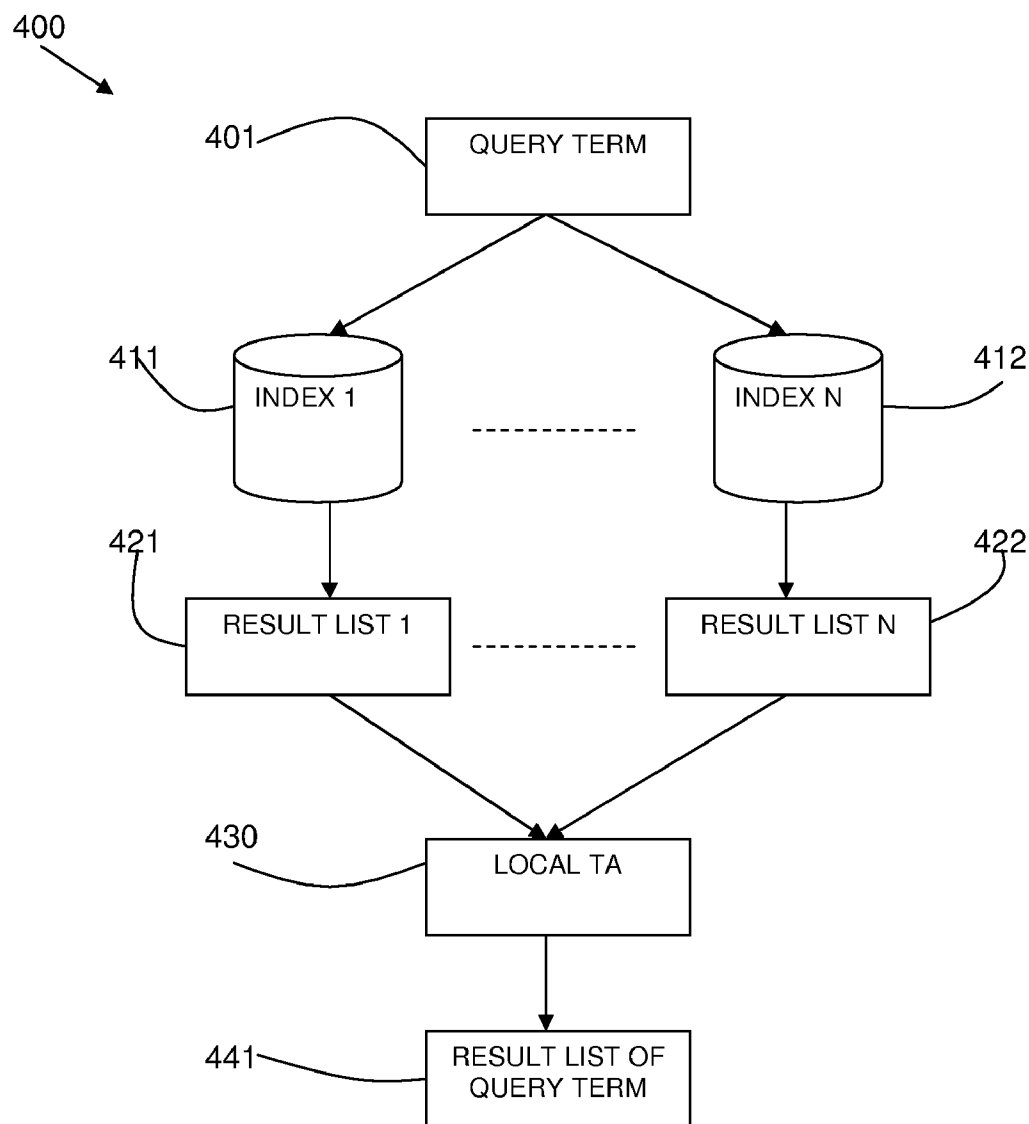 400
401
QUERY TERM
411
INDEX 1
INDEX N
412
421
RESULT LIST 1
RESULT LIST N
422
430
LOCAL TA
441
RESULT LIST OF
QUERY TERM